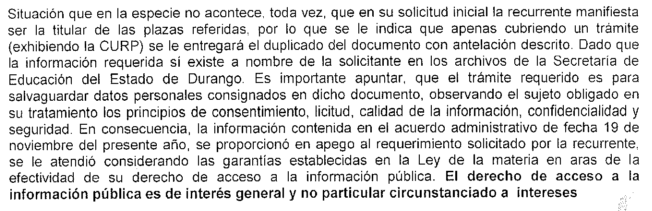 Situación que en la especie no acontece, toda vez, que en su solicitud inicial la recurrente manifiesta
ser la titular de las plazas referidas, por lo que se le indica que apenas cubriendo un trámite
(exhibiendo la CURP) se le entregará el duplicado del documento con antelación descrito. Dado que
la información requerida sí existe a nombre de la solicitante en los archivos de la Secretaría de
Educación del Estado de Durango. Es importante apuntar, que el trámite requerido es para
salvaguardar datos personales consignados en dicho documento, observando el sujeto obligado en
su tratamiento los principios de consentimiento, licitud, calidad de la información, confidencialidad y
seguridad. En consecuencia, la información contenida en el acuerdo administrativo de fecha 19 de
noviembre del presente año, se proporcionó en apego al requerimiento solicitado por la recurrente,
se le atendió considerando las garantías establecidas en la Ley de la materia en aras de la
efectividad de su derecho de acceso a la información pública. El derecho de acceso a la
información pública es de interés general y no particular circunstanciado a intereses